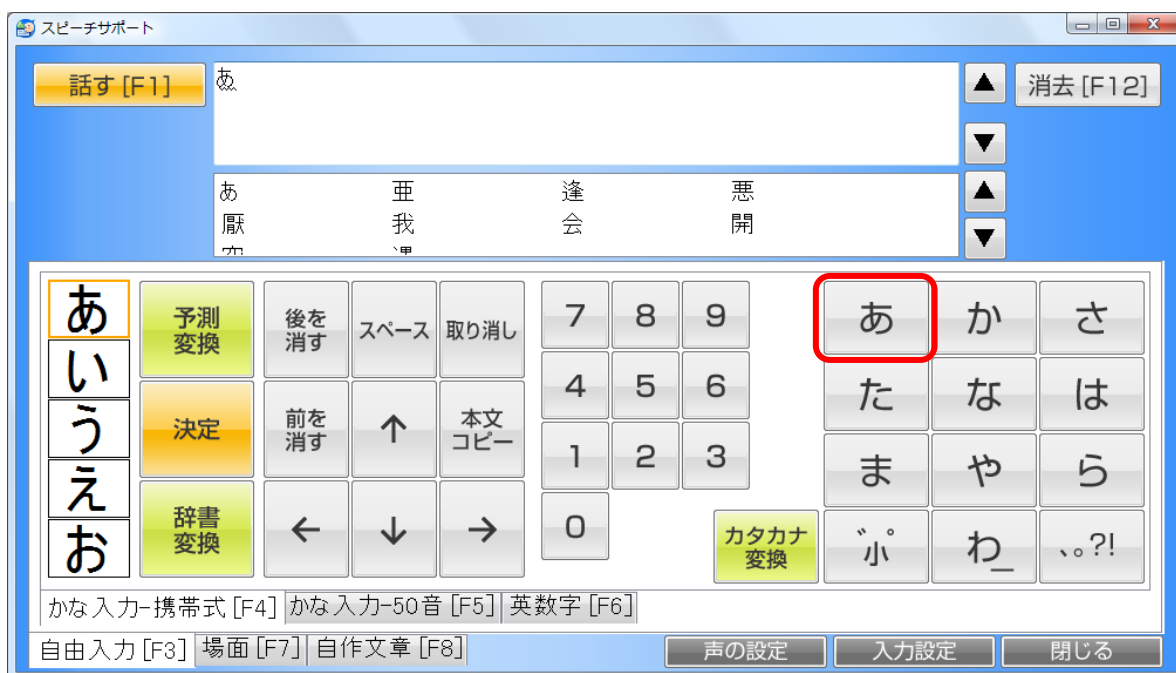 スピーチサポート
話す [F1]
あ
消去 [F12]
あ 亜 逢 悪
厭 我 会 開
あ
い
う
え
お
予測変換
後を消す
スペース
取り消し
決定
前を消す
↑
本文コピー
辞書変換
←
↓
→
7 8 9
4 5 6
1 2 3
0
カタカナ変換
あ か さ
た な は
ま や ら
゛゜小 わ_ 、。?!
かな入力-携帯式 [F4] かな入力-50音 [F5] 英数字 [F6]
自由入力 [F3] 場面 [F7] 自作文章 [F8]
声の設定 入力設定 閉じる